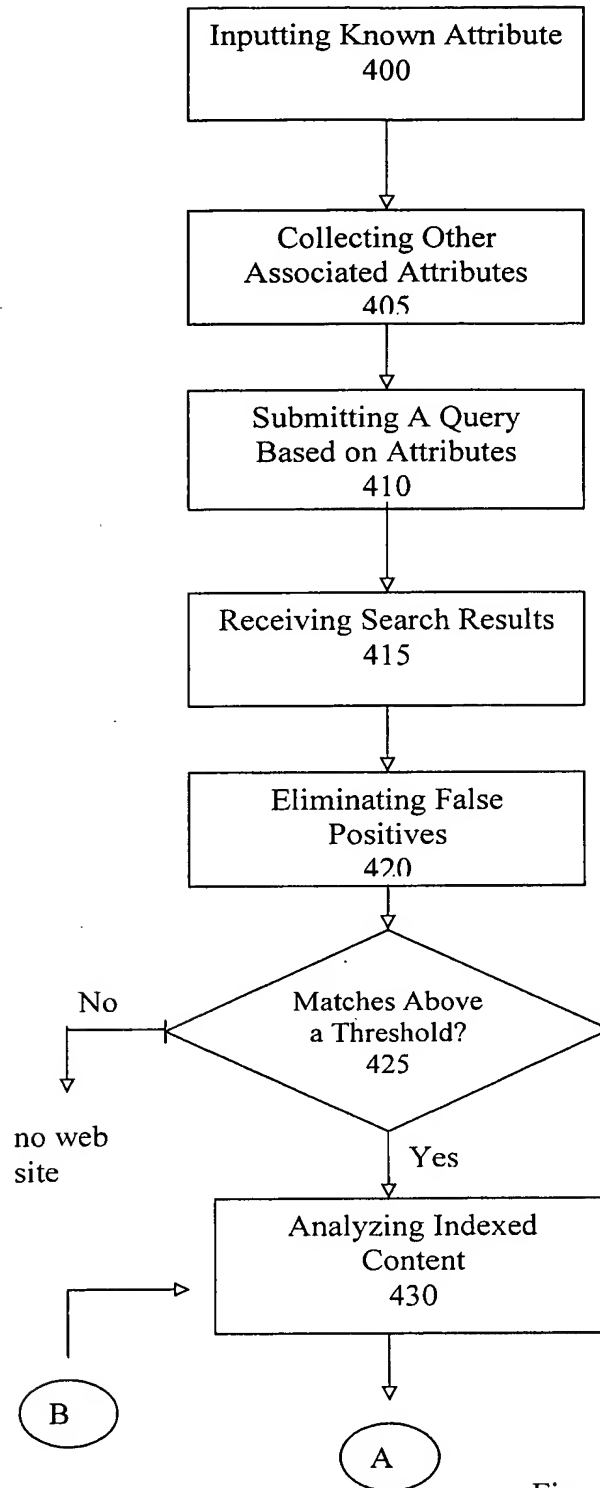 Inputting Known Attribute
400
Collecting Other
Associated Attributes
405
Submitting A Query
Based on Attributes
410
Receiving Search Results
415
Eliminating False
Positives
420
Matches Above
a Threshold?
425
No
no web
site
Yes
Analyzing Indexed
Content
430
B
A